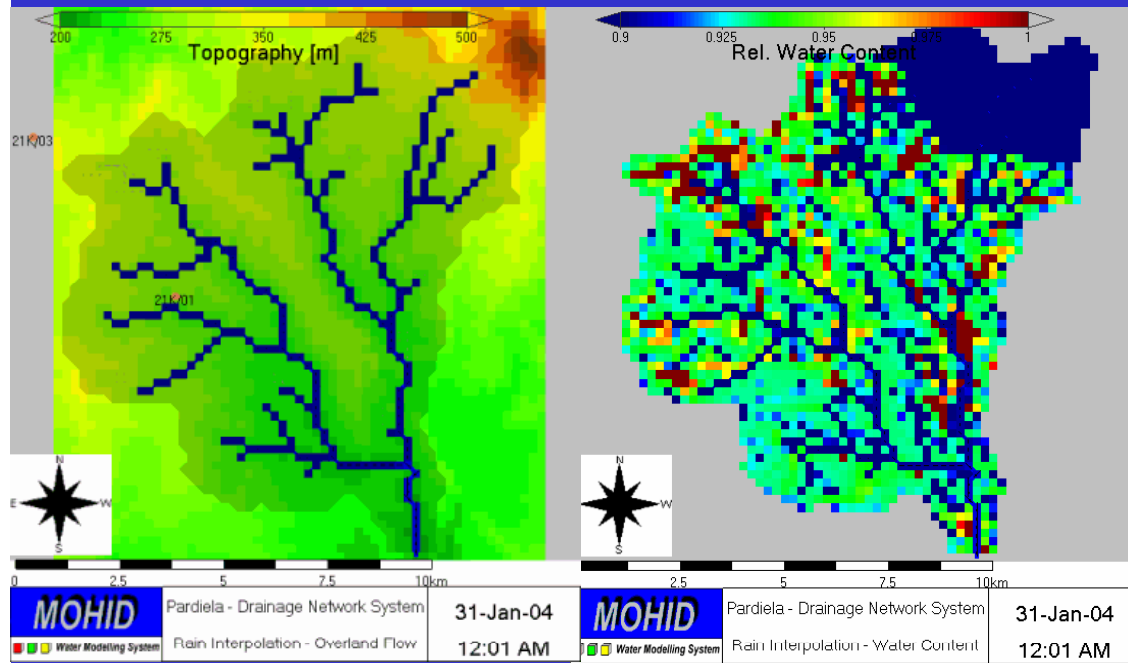 200 275 350 425 500
Topography [m]
21K/03
21K/01
N
E W
S
0 2.5 5 7.5 10km
MOHID
Water Modelling System
Pardiela - Drainage Network System
Rain Interpolation - Overland Flow
31-Jan-04
12:01 AM
0.9 0.925 0.95 0.975 1
Rel. Water Content
N
W
S
2.5 5 7.5 10km
MOHID
Water Modelling System
Pardiela - Drainage Network System
Rain Interpolation - Water Content
31-Jan-04
12:01 AM